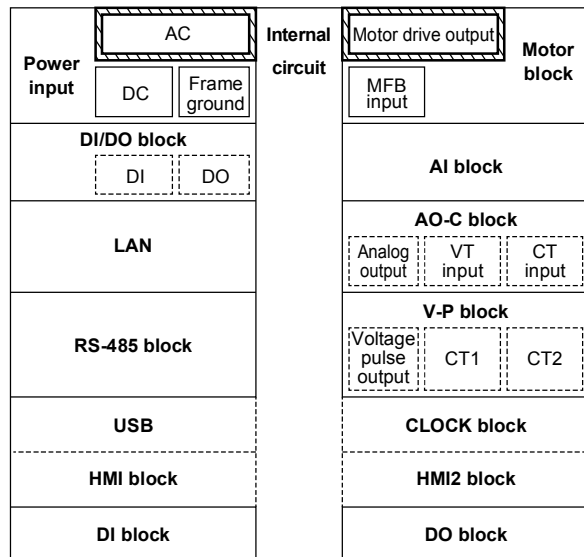 Power
input
AC
DC
Frame
ground
Internal
circuit
Motor drive output
MFB
input
Motor
block
DI/DO block
DI
DO
AI block
LAN
AO-C block
Analog
output
VT
input
CT
input
RS-485 block
V-P block
Voltage
pulse
output
CT1
CT2
USB
CLOCK block
HMI block
HMI2 block
DI block
DO block